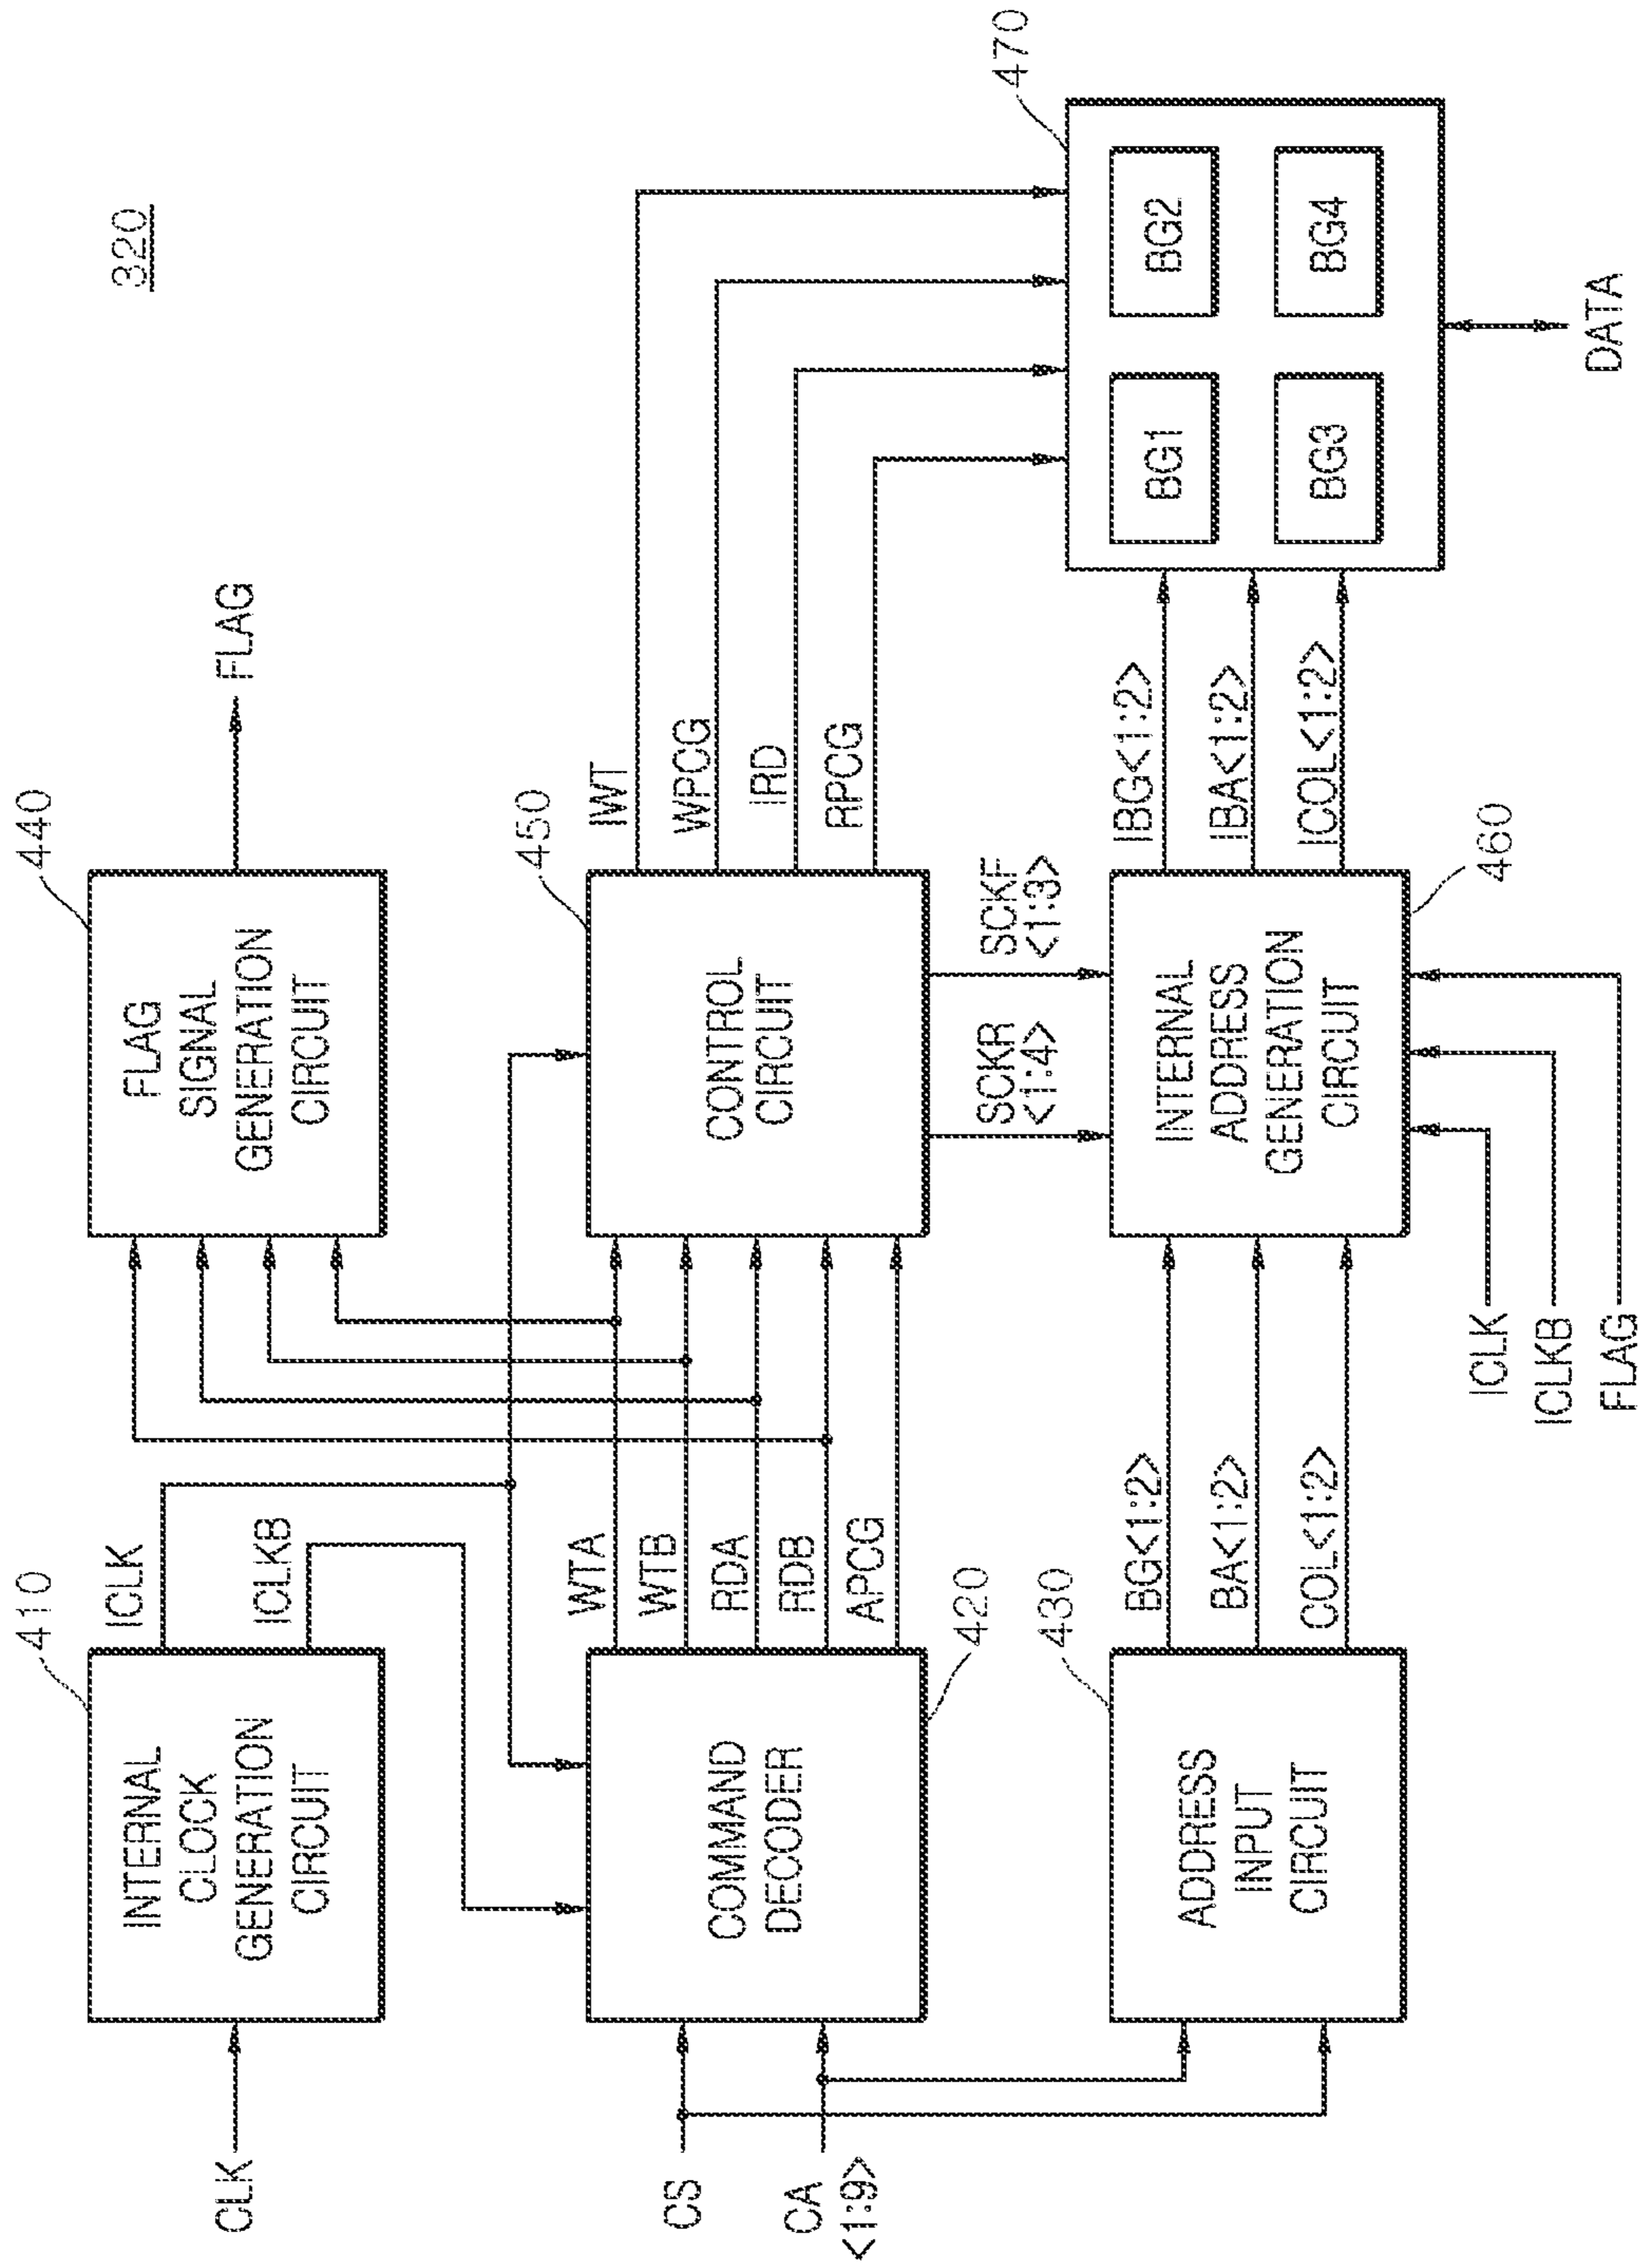 320
CLK
410
INTERNAL
CLOCK
GENERATION
CIRCUIT
ICLK
ICLKB
440
FLAG
SIGNAL
GENERATION
CIRCUIT
FLAG
CS
CA
<1:9>
COMMAND
DECODER
420
WTA
WTB
RDA
RDB
APCG
450
CONTROL
CIRCUIT
IWT
WPCG
IRD
RPCG
SCKR
<1:4>
SCKF
<1:3>
430
ADDRESS
INPUT
CIRCUIT
BG<1:2>
BA<1:2>
COL<1:2>
INTERNAL
ADDRESS
GENERATION
CIRCUIT
460
IBG<1:2>
IBA<1:2>
ICOL<1:2>
ICLK
ICLKB
FLAG
470
BG1
BG2
BG3
BG4
DATA